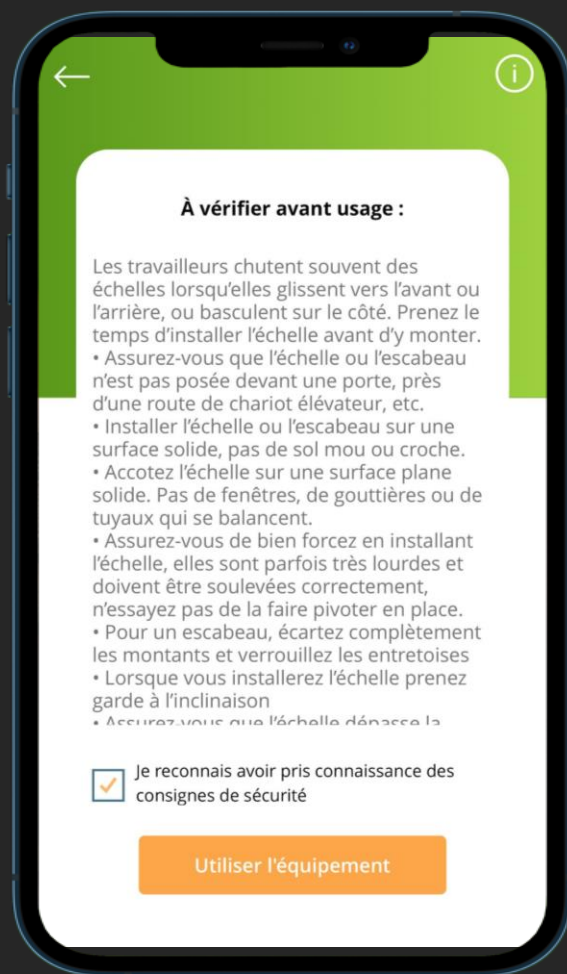 À vérifier avant usage :
Les travailleurs chutent souvent des
échelles lorsqu'elles glissent vers l'avant ou
l'arrière, ou basculent sur le côté. Prenez le
temps d'installer l'échelle avant d'y monter.
• Assurez-vous que l'échelle ou l'escabeau
n'est pas posée devant une porte, près
d'une route de chariot élévateur, etc.
• Installer l'échelle ou l'escabeau sur une
surface solide, pas de sol mou ou croche.
• Accotez l'échelle sur une surface plane
solide. Pas de fenêtres, de gouttières ou de
tuyaux qui se balancent.
• Assurez-vous de bien forcez en installant
l'échelle, elles sont parfois très lourdes et
doivent être soulevées correctement,
n'essayez pas de la faire pivoter en place.
• Pour un escabeau, écartez complètement
les montants et verrouillez les entretoises
• Lorsque vous installerez l'échelle prenez
garde à l'inclinaison
• Assurez-vous que l'échelle dépasse la
Je reconnais avoir pris connaissance des
consignes de sécurité
Utiliser l'équipement